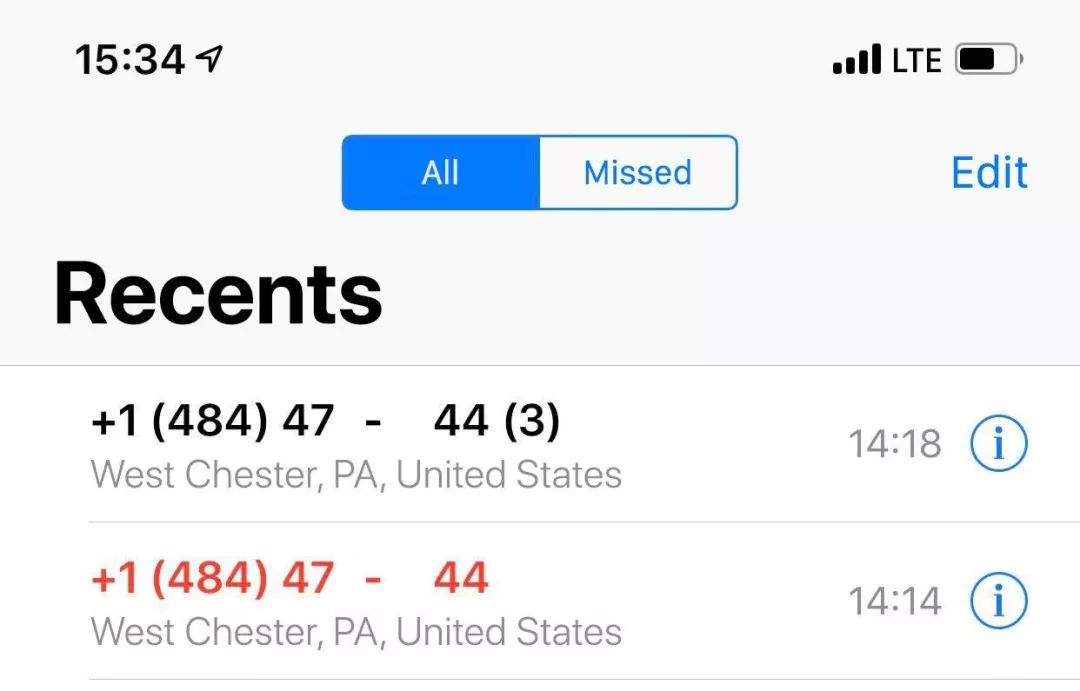 15:34 LTE
All Missed Edit
Recents
+1 (484) 47 - 44 (3)
West Chester, PA, United States
14:18
+1 (484) 47 - 44
West Chester, PA, United States
14:14